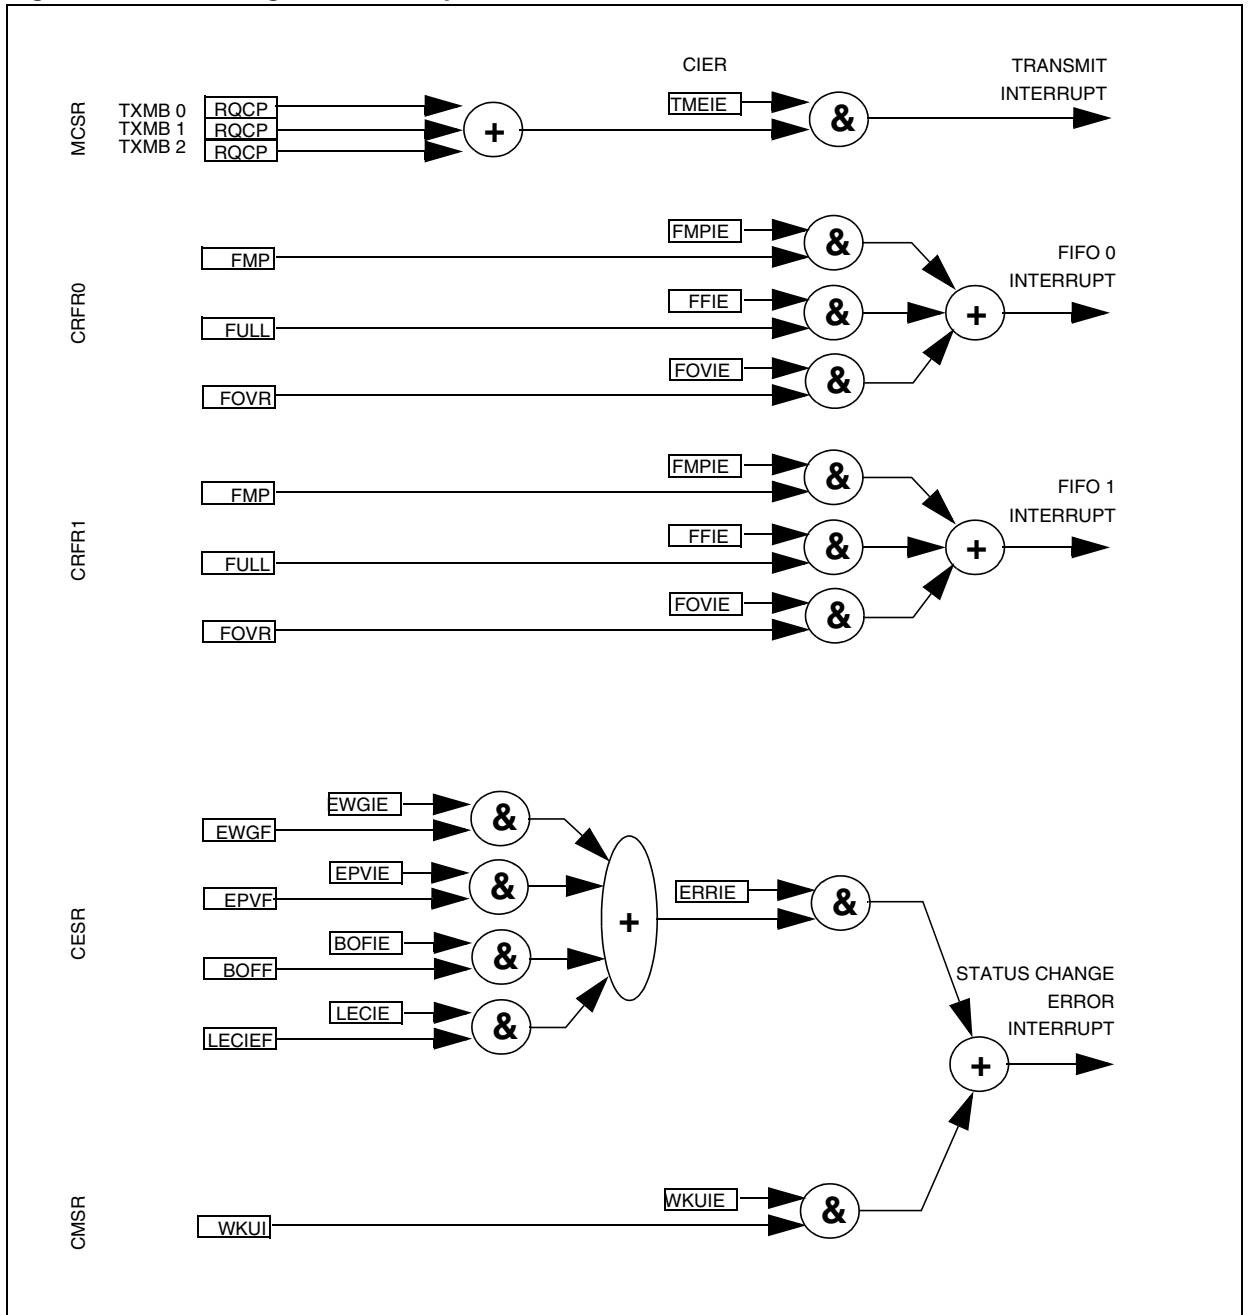 CIER
TRANSMIT
INTERRUPT
MCSR
TXMB 0 RQCP
TXMB 1 RQCP
TXMB 2 RQCP
+
TMEIE
&
CRFR0
FMPIE
&
FMP
FIFO 0
INTERRUPT
FFIE
&
+
FULL
FOVIE
&
FOVR
CRFR1
FMPIE
&
FMP
FIFO 1
INTERRUPT
FFIE
&
+
FULL
FOVIE
&
FOVR
CESR
EWGIE
&
EWGF
EPVIE
&
EPVF
+
ERRIE
&
BOFIE
&
BOFF
LECIE
&
LECIEF
STATUS CHANGE
ERROR
INTERRUPT
+
CMSR
WKUIE
&
WKUI